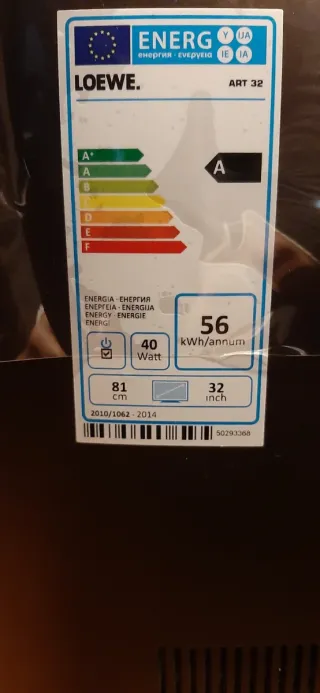 ENERG Y IJA
енергия · ενεργεια IE IA
LOEWE. ART 32
A+
A
A
B
D
E
F
ENERGIA · ЕНЕРГИЯ
ΕΝΕΡΓΕΙΑ · ENERGIJA
ENERGY · ENERGIE
ENERGI
40
Watt
56
kWh/annum
81
cm
32
inch
2010/1062 - 2014
50293368